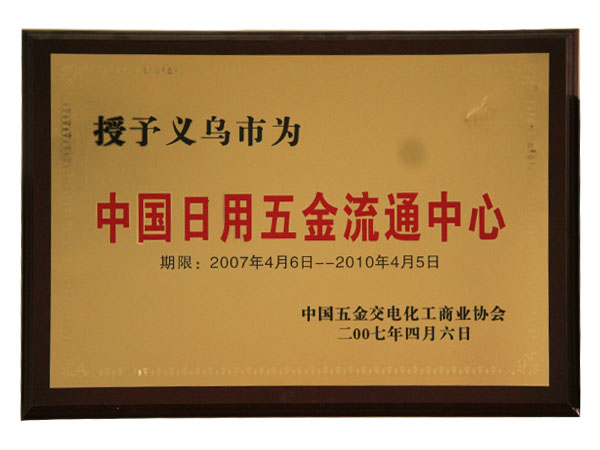 授予义乌市为
中国日用五金流通中心
期限：2007年4月6日--2010年4月5日
中国五金交电化工商业协会
二00七年四月六日